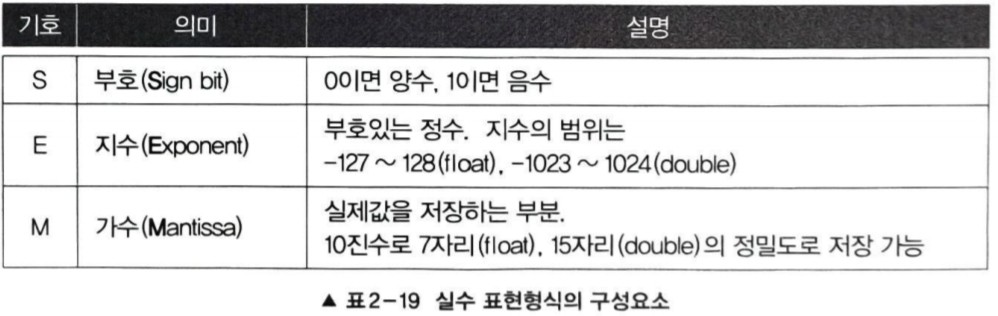 기호 의미 설명
S 부호(Sign bit) 0이면 양수, 1이면 음수
E 지수(Exponent) 부호있는 정수. 지수의 범위는
-127 ~ 128(float), -1023 ~ 1024(double)
M 가수(Mantissa) 실제값을 저장하는 부분.
10진수로 7자리(float), 15자리(double)의 정밀도로 저장 가능
▲ 표2-19 실수 표현형식의 구성요소